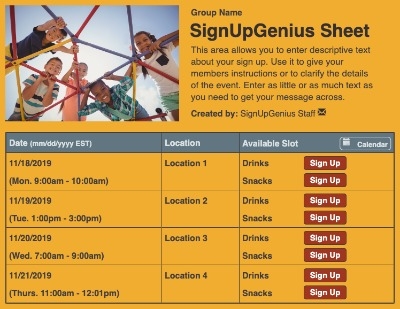 Group Name
SignUpGenius Sheet
This area allows you to enter descriptive text
about your sign up. Use it to give your
members instructions or to clarify the details
of the event. Enter as little or as much text as
you need to get your message across.
Created by: SignUpGenius Staff
Date (mm/dd/yyyy EST) Location Available Slot Calendar
11/18/2019 Location 1 Drinks Sign Up
(Mon. 9:00am - 10:00am) Snacks Sign Up
11/19/2019 Location 2 Drinks Sign Up
(Tue. 1:00pm - 3:00pm) Snacks Sign Up
11/20/2019 Location 3 Drinks Sign Up
(Wed. 7:00am - 9:00am) Snacks Sign Up
11/21/2019 Location 4 Drinks Sign Up
(Thurs. 11:00am - 12:01pm) Snacks Sign Up